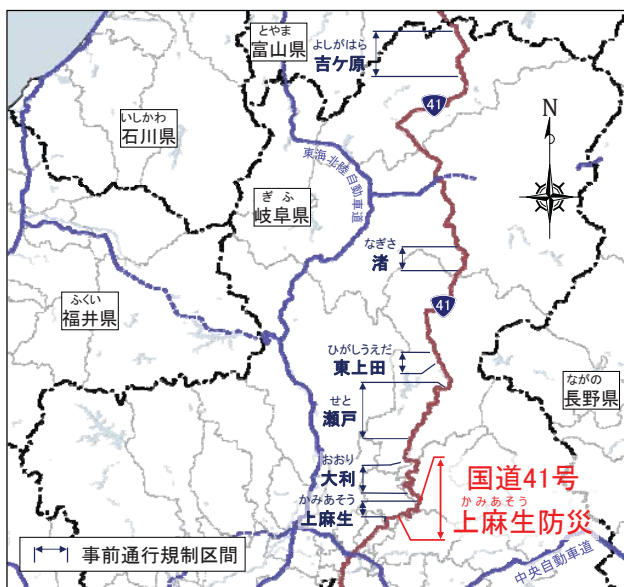 とやま
富山県
よしがはら
吉ケ原
41
N
いしかわ
石川県
東海北陸自動車道
ぎふ
岐阜県
なぎさ
渚
41
ふくい
福井県
ひがしうえだ
東上田
せと
瀬戸
ながの
長野県
おおり
大利
かみあそう
上麻生
国道41号
かみあそう
上麻生防災
中央自動車道
事前通行規制区間